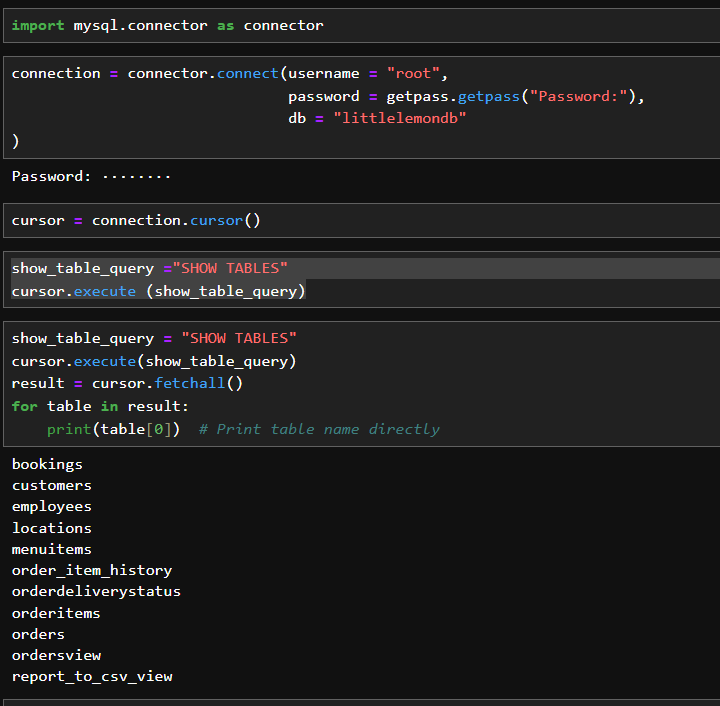 import mysql.connector as connector
connection = connector.connect(username = "root",
password = getpass.getpass("Password:"),
db = "littlelemondb"
)
Password: ········
cursor = connection.cursor()
show_table_query ="SHOW TABLES"
cursor.execute (show_table_query)
show_table_query = "SHOW TABLES"
cursor.execute(show_table_query)
result = cursor.fetchall()
for table in result:
    print(table[0])  # Print table name directly
bookings
customers
employees
locations
menuitems
order_item_history
orderdeliverystatus
orderitems
orders
ordersview
report_to_csv_view